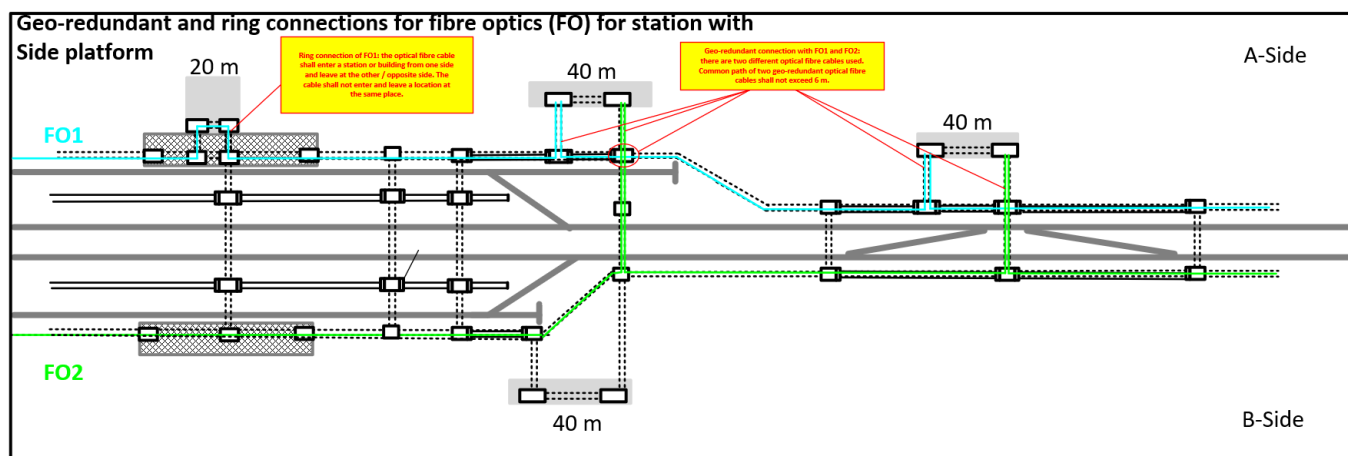 Geo-redundant and ring connections for fibre optics (FO) for station with
Side platform
A-Side
Ring connection of FO1: the optical fibre cable
shall enter a station or building from one side
and leave at the other / opposite side. The
cable shall not enter and leave a location at
the same place.
Geo-redundant connection with FO1 and FO2:
there are two different optical fibre cables used.
Common path of two geo-redundant optical fibre
cables shall not exceed 6 m.
20 m
40 m
40 m
FO1
FO2
40 m
B-Side